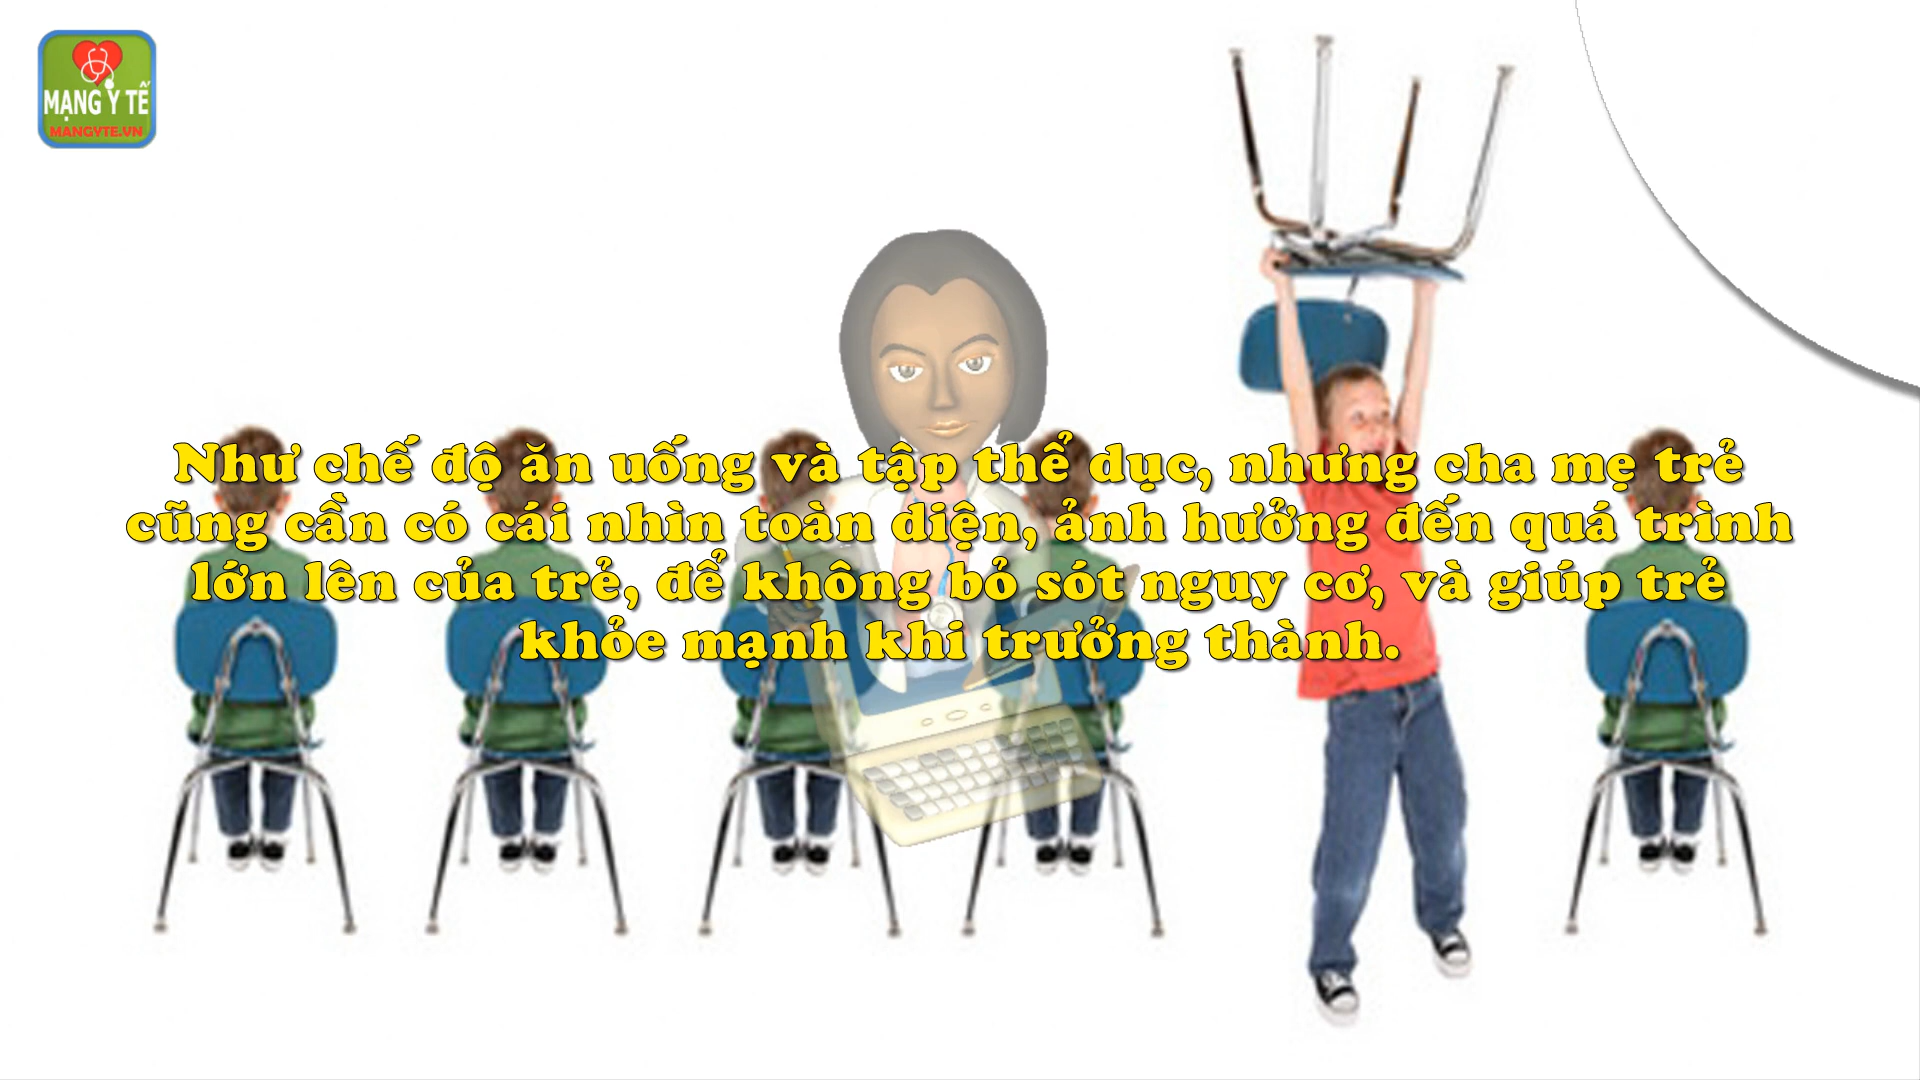 MẠNG Y TẾ
MANGYTE.VN
Như chế độ ăn uống và tập thể dục, nhưng cha mẹ trẻ
cũng cần có cái nhìn toàn diện, ảnh hưởng đến quá trình
lớn lên của trẻ, để không bỏ sót nguy cơ, và giúp trẻ
khỏe mạnh khi trưởng thành.